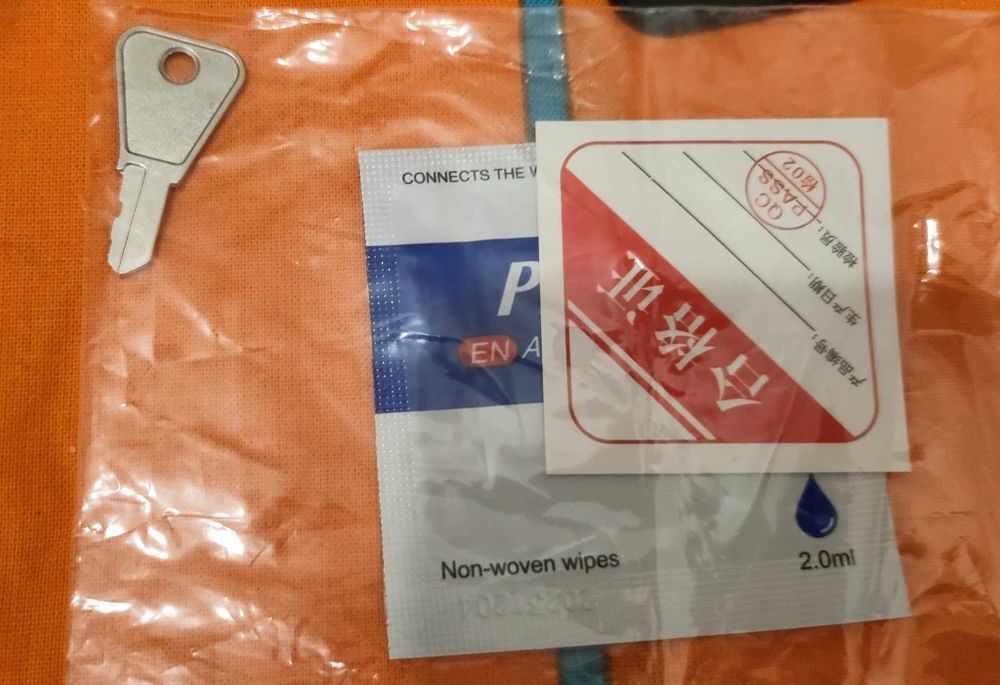 CONNECTS THE
P
EN A
Non-woven wipes
2.0ml
合格证
产品编号:
生产日期:
检验员:
QC
PASS
检02